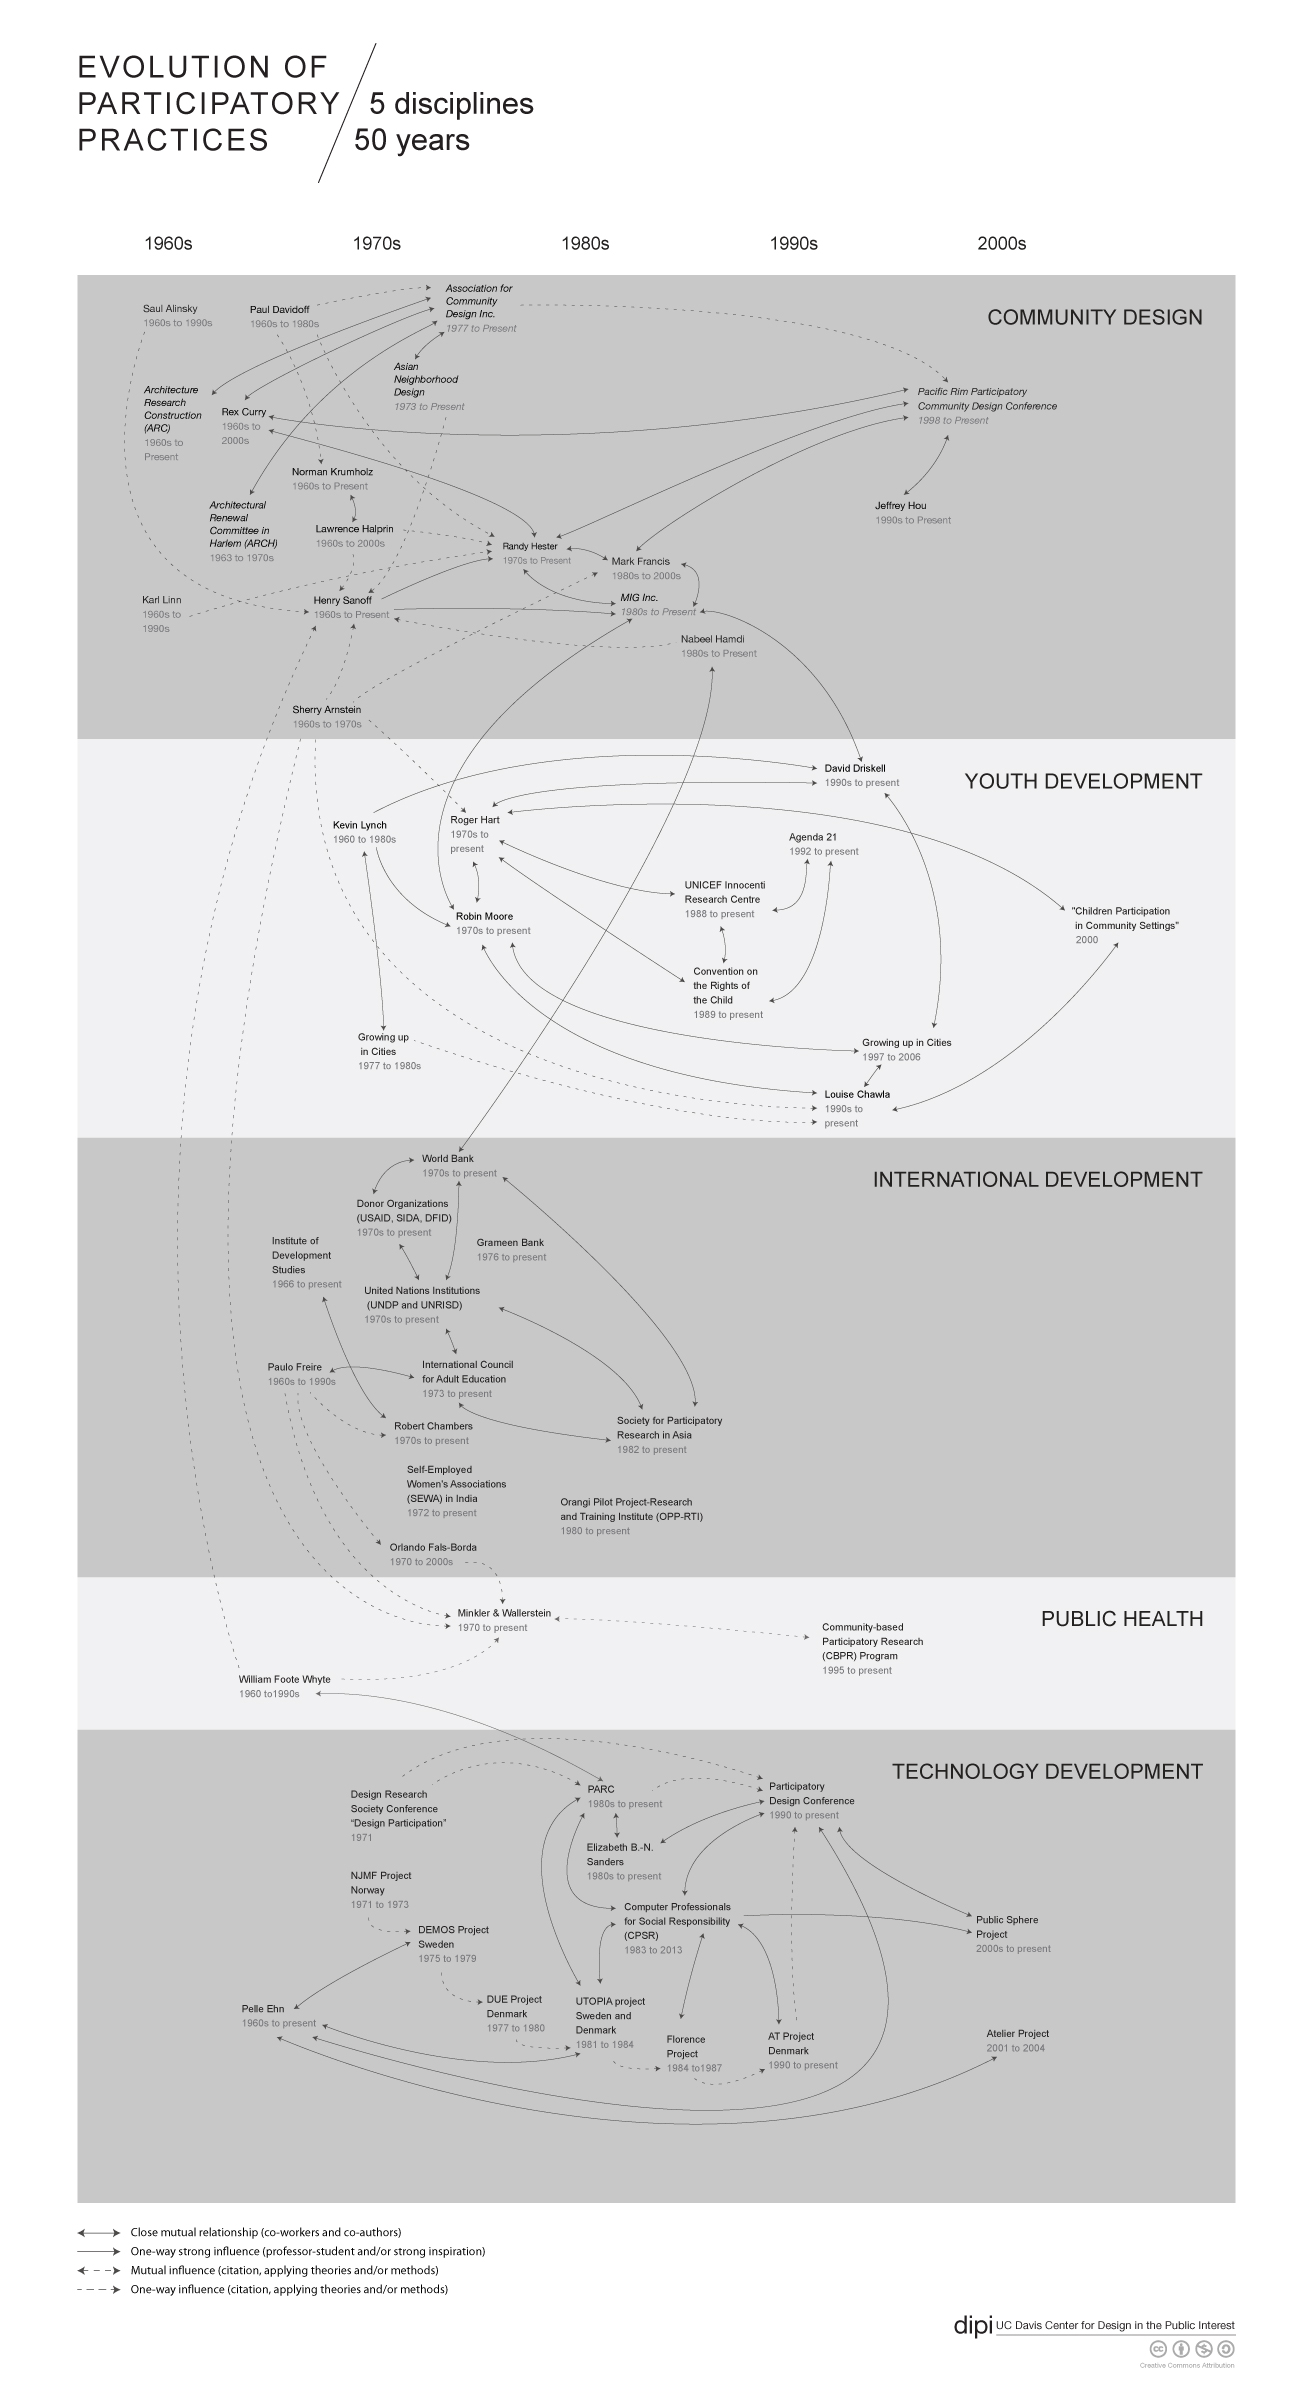 EVOLUTION OF
PARTICIPATORY
PRACTICES
5 disciplines
50 years
1960s
1970s
1980s
1990s
2000s
COMMUNITY DESIGN
Saul Alinsky
1960s to 1990s
Paul Davidoff
1960s to 1980s
Association for
Community
Design Inc.
1977 to Present
Asian
Neighborhood
Design
1973 to Present
Architecture
Research
Construction
(ARC)
1960s to
Present
Rex Curry
1960s to
2000s
Pacific Rim Participatory
Community Design Conference
1998 to Present
Norman Krumholz
1960s to Present
Architectural
Renewal
Committee in
Harlem (ARCH)
1963 to 1970s
Lawrence Halprin
1960s to 2000s
Jeffrey Hou
1990s to Present
Randy Hester
1970s to Present
Mark Francis
1980s to 2000s
Karl Linn
1960s to
1990s
Henry Sanoff
1960s to Present
MIG Inc.
1980s to Present
Nabeel Hamdi
1980s to Present
Sherry Arnstein
1960s to 1970s
YOUTH DEVELOPMENT
David Driskell
1990s to present
Kevin Lynch
1960 to 1980s
Roger Hart
1970s to
present
Agenda 21
1992 to present
UNICEF Innocenti
Research Centre
1988 to present
Robin Moore
1970s to present
"Children Participation
in Community Settings"
2000
Convention on
the Rights of
the Child
1989 to present
Growing up
in Cities
1977 to 1980s
Growing up in Cities
1997 to 2006
Louise Chawla
1990s to
present
INTERNATIONAL DEVELOPMENT
World Bank
1970s to present
Donor Organizations
(USAID, SIDA, DFID)
1970s to present
Institute of
Development
Studies
1966 to present
Grameen Bank
1976 to present
United Nations Institutions
(UNDP and UNRISD)
1970s to present
Paulo Freire
1960s to 1990s
International Council
for Adult Education
1973 to present
Robert Chambers
1970s to present
Society for Participatory
Research in Asia
1982 to present
Self-Employed
Women's Associations
(SEWA) in India
1972 to present
Orangi Pilot Project-Research
and Training Institute (OPP-RTI)
1980 to present
Orlando Fals-Borda
1970 to 2000s
PUBLIC HEALTH
Minkler & Wallerstein
1970 to present
Community-based
Participatory Research
(CBPR) Program
1995 to present
William Foote Whyte
1960 to1990s
TECHNOLOGY DEVELOPMENT
Design Research
Society Conference
“Design Participation”
1971
PARC
1980s to present
Participatory
Design Conference
1990 to present
Elizabeth B.-N.
Sanders
1980s to present
NJMF Project
Norway
1971 to 1973
Computer Professionals
for Social Responsibility
(CPSR)
1983 to 2013
DEMOS Project
Sweden
1975 to 1979
Public Sphere
Project
2000s to present
Pelle Ehn
1960s to present
DUE Project
Denmark
1977 to 1980
UTOPIA project
Sweden and
Denmark
1981 to 1984
Florence
Project
1984 to1987
AT Project
Denmark
1990 to present
Atelier Project
2001 to 2004
Close mutual relationship (co-workers and co-authors)
One-way strong influence (professor-student and/or strong inspiration)
Mutual influence (citation, applying theories and/or methods)
One-way influence (citation, applying theories and/or methods)
dipi UC Davis Center for Design in the Public Interest
cc
Creative Commons Attribution